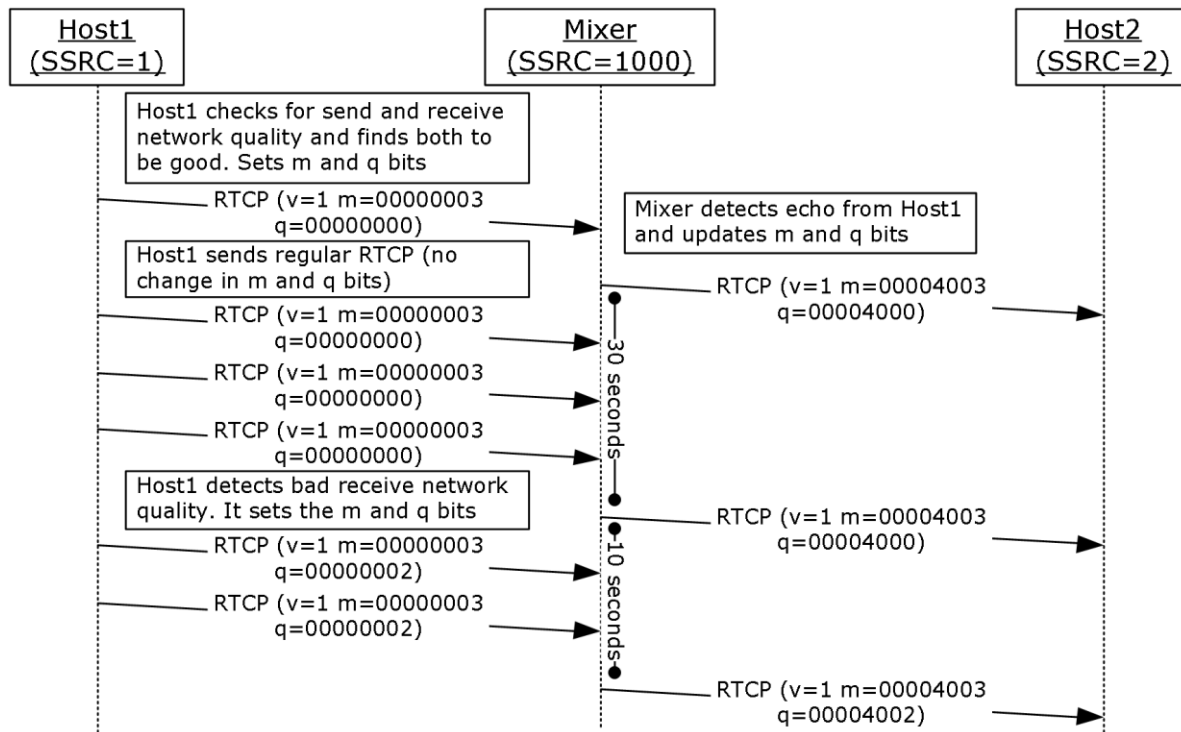 Host1
(SSRC=1)
Mixer
(SSRC=1000)
Host2
(SSRC=2)
Host1 checks for send and receive
network quality and finds both to
be good. Sets m and q bits
RTCP (v=1 m=00000003
q=00000000)
Mixer detects echo from Host1
and updates m and q bits
Host1 sends regular RTCP (no
change in m and q bits)
RTCP (v=1 m=00004003
q=00004000)
RTCP (v=1 m=00000003
q=00000000)
30 seconds
RTCP (v=1 m=00000003
q=00000000)
RTCP (v=1 m=00000003
q=00000000)
Host1 detects bad receive network
quality. It sets the m and q bits
RTCP (v=1 m=00004003
q=00004000)
RTCP (v=1 m=00000003
q=00000002)
10 seconds
RTCP (v=1 m=00000003
q=00000002)
RTCP (v=1 m=00004003
q=00004002)